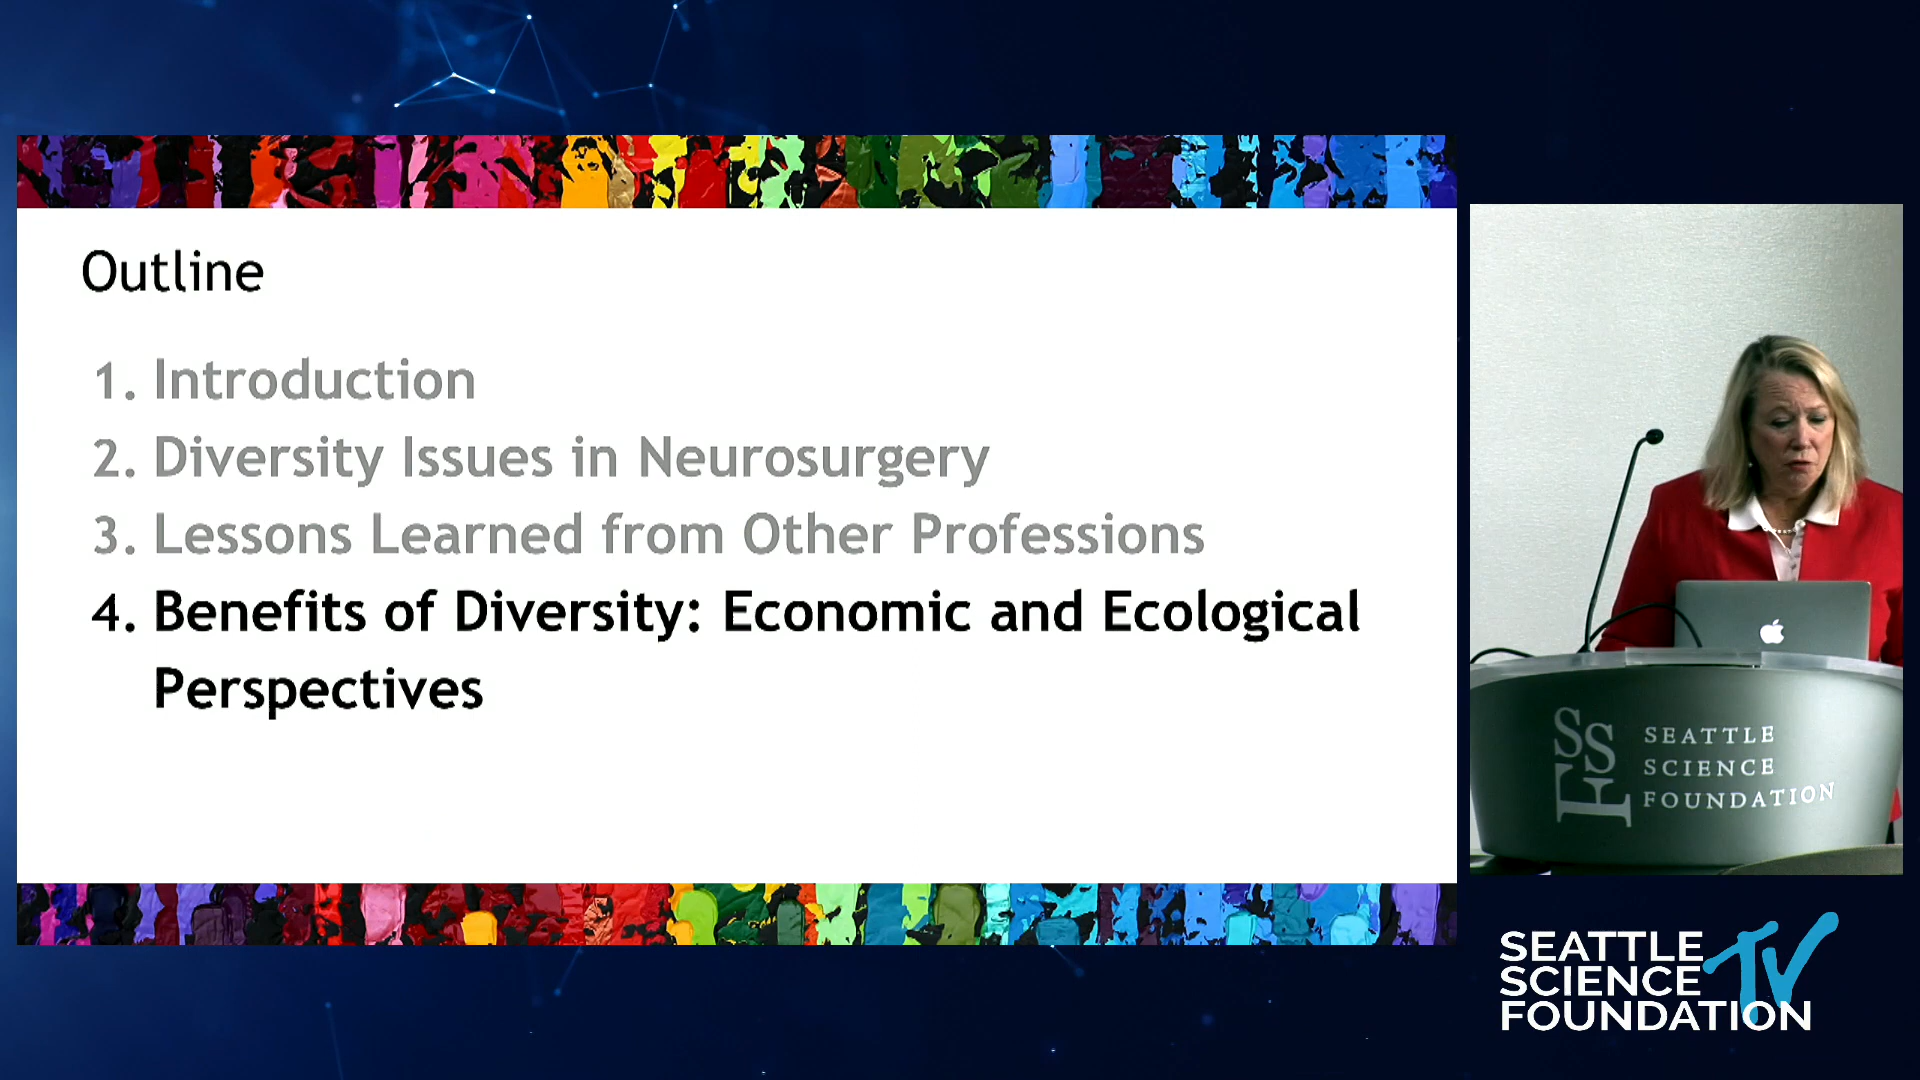 Outline
1. Introduction
2. Diversity Issues in Neurosurgery
3. Lessons Learned from Other Professions
4. Benefits of Diversity: Economic and Ecological
Perspectives
SSF
SEATTLE
SCIENCE
FOUNDATION
SEATTLE
SCIENCE
FOUNDATION
TV